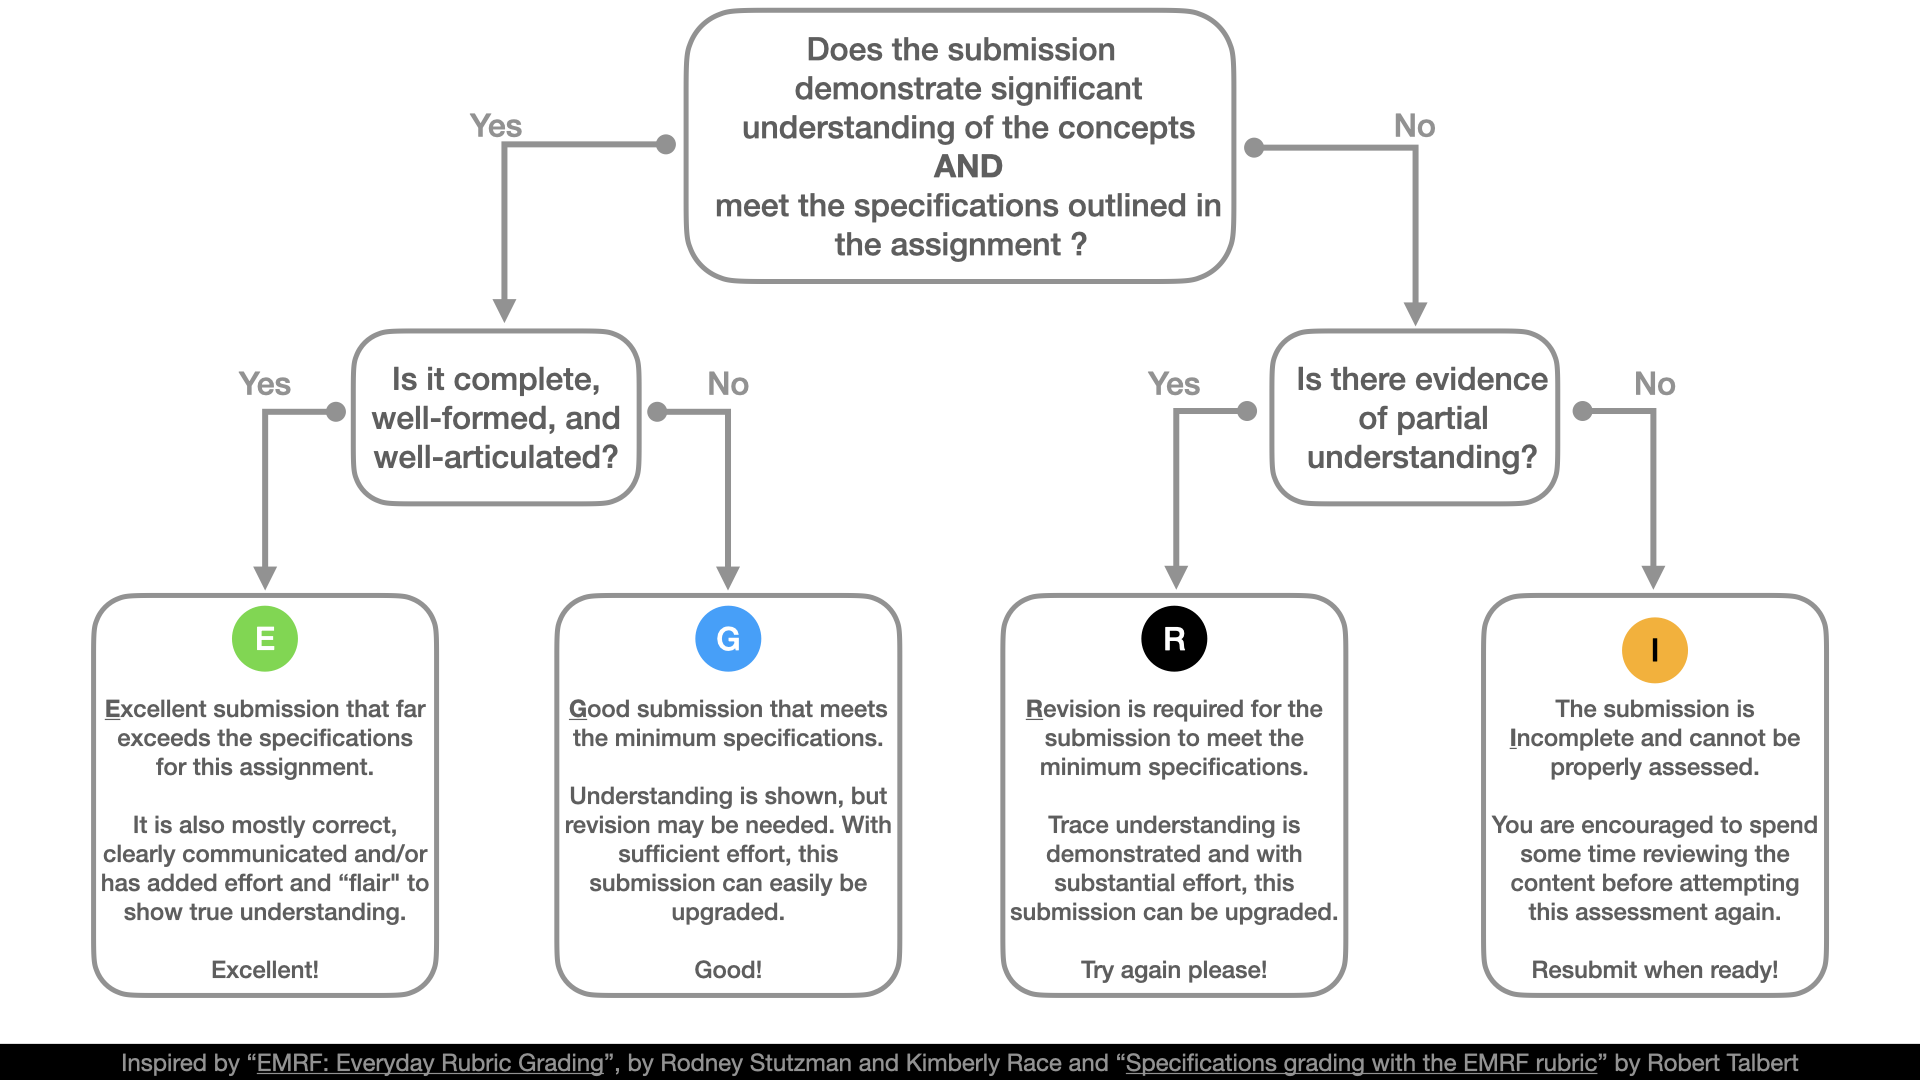 Does the submission
demonstrate significant
understanding of the concepts
AND
meet the specifications outlined in
the assignment ?
Yes
No
Is it complete,
well-formed, and
well-articulated?
Yes
No
Is there evidence
of partial
understanding?
Yes
No
E
Excellent submission that far
exceeds the specifications
for this assignment.
It is also mostly correct,
clearly communicated and/or
has added effort and “flair" to
show true understanding.
Excellent!
G
Good submission that meets
the minimum specifications.
Understanding is shown, but
revision may be needed. With
sufficient effort, this
submission can easily be
upgraded.
Good!
R
Revision is required for the
submission to meet the
minimum specifications.
Trace understanding is
demonstrated and with
substantial effort, this
submission can be upgraded.
Try again please!
I
The submission is
Incomplete and cannot be
properly assessed.
You are encouraged to spend
some time reviewing the
content before attempting
this assessment again.
Resubmit when ready!
Inspired by “EMRF: Everyday Rubric Grading”, by Rodney Stutzman and Kimberly Race and “Specifications grading with the EMRF rubric” by Robert Talbert